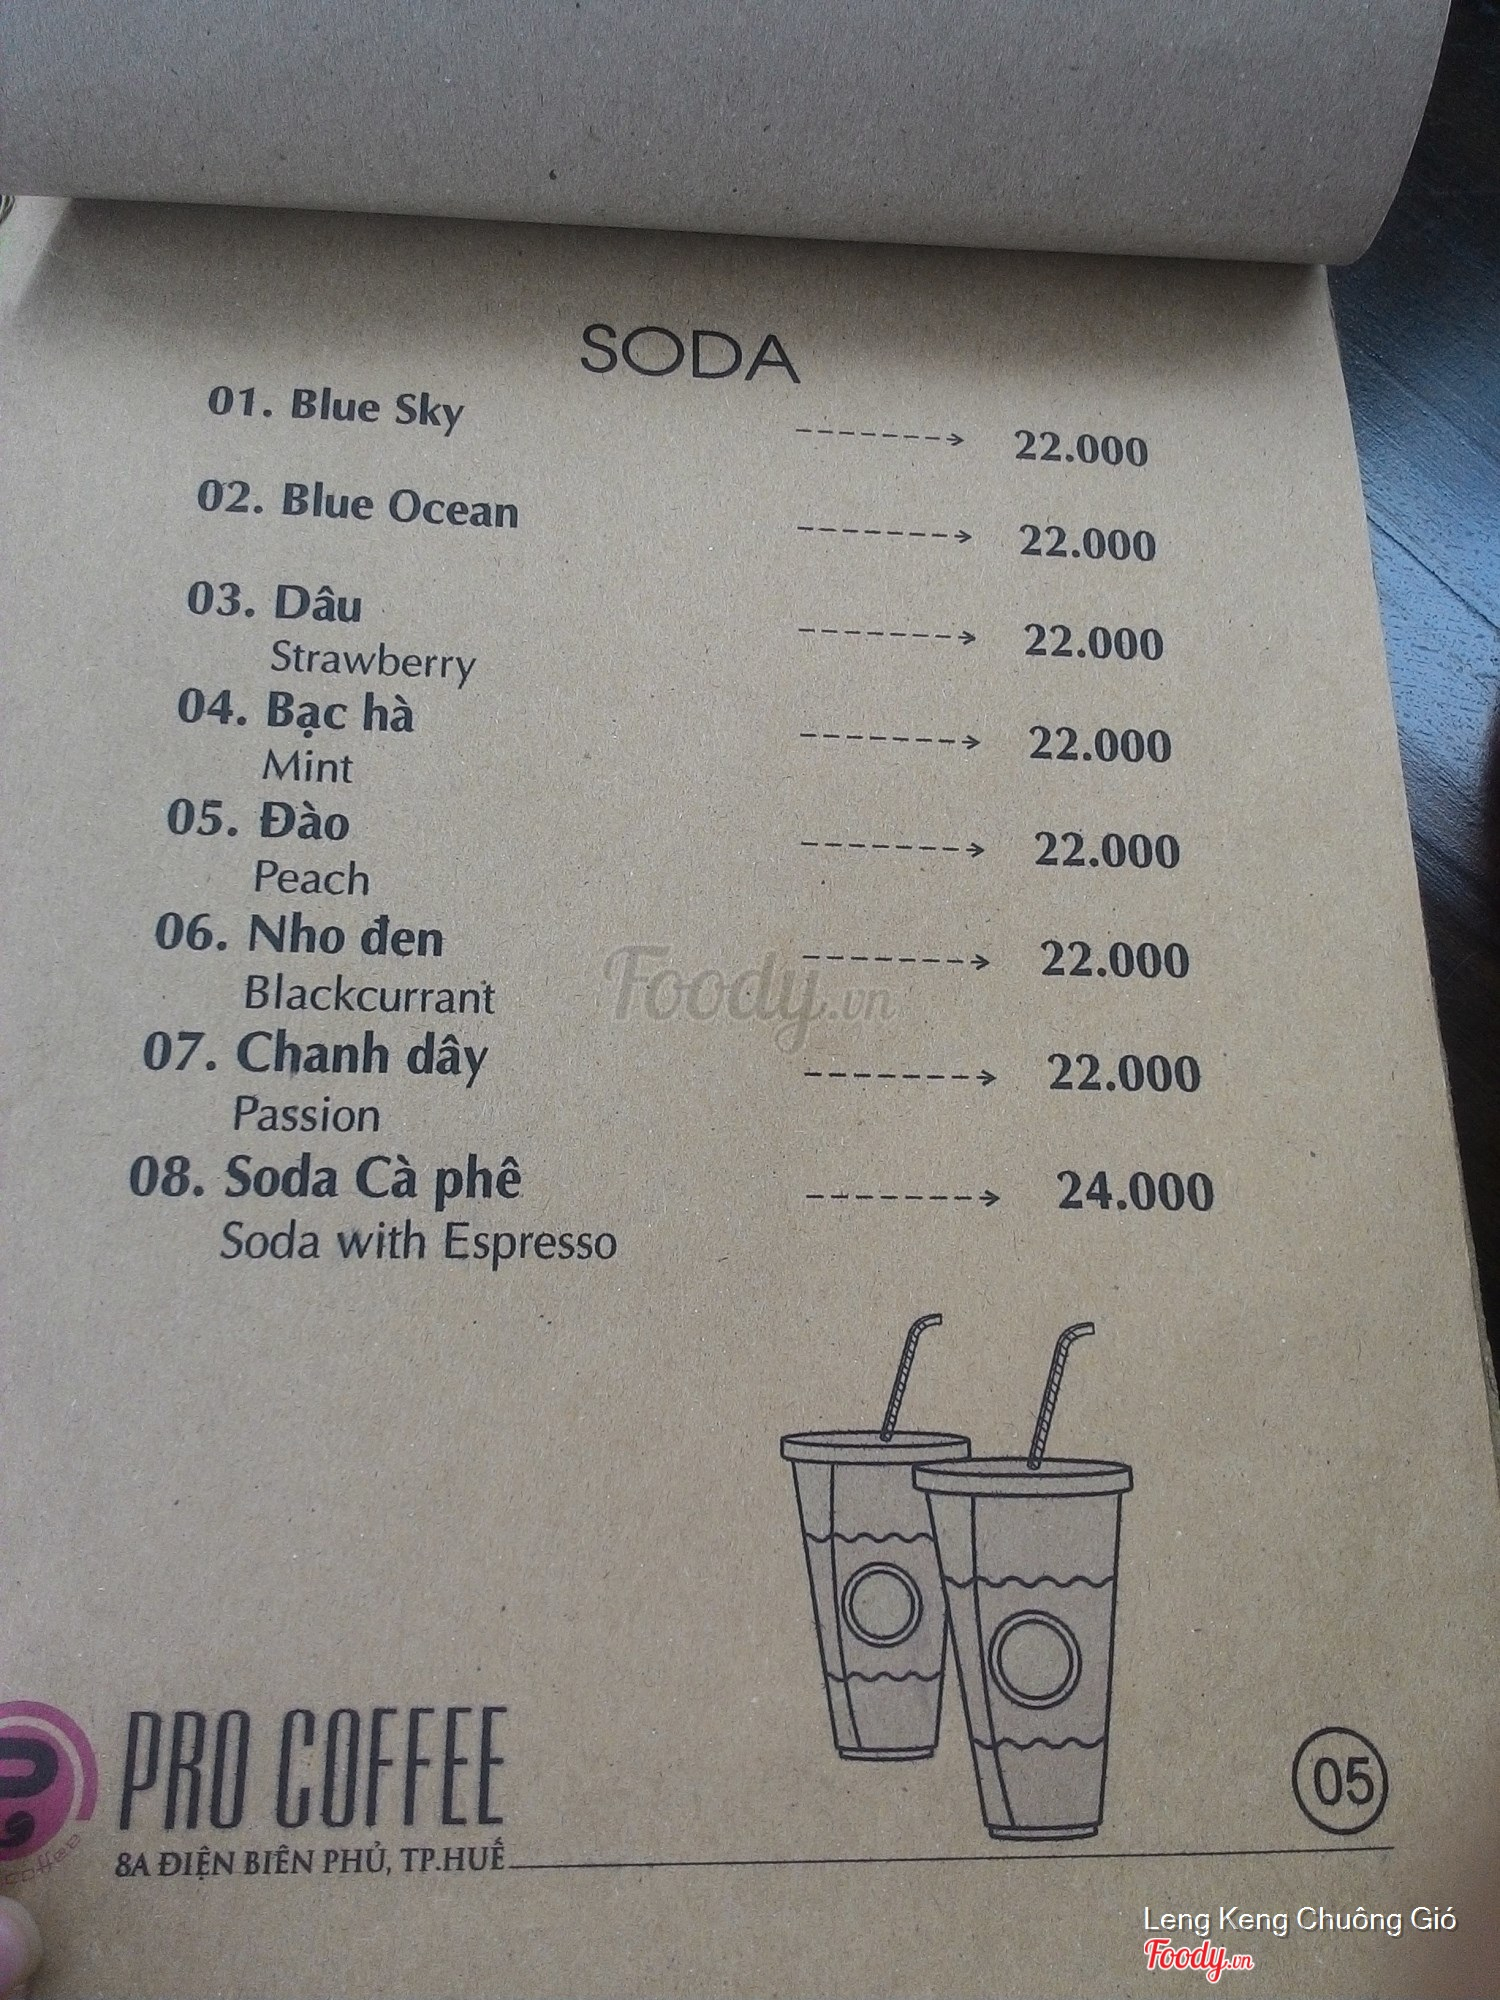 SODA
01. Blue Sky 22.000
02. Blue Ocean 22.000
03. Dâu 22.000
Strawberry
04. Bạc hà 22.000
Mint
05. Đào 22.000
Peach
06. Nho đen 22.000
Blackcurrant
07. Chanh dây 22.000
Passion
08. Soda Cà phê 24.000
Soda with Espresso
Foody.vn
PRO COFFEE
coffee
8A ĐIỆN BIÊN PHỦ, TP.HUẾ
05
Leng Keng Chuông Gió
Foody.vn